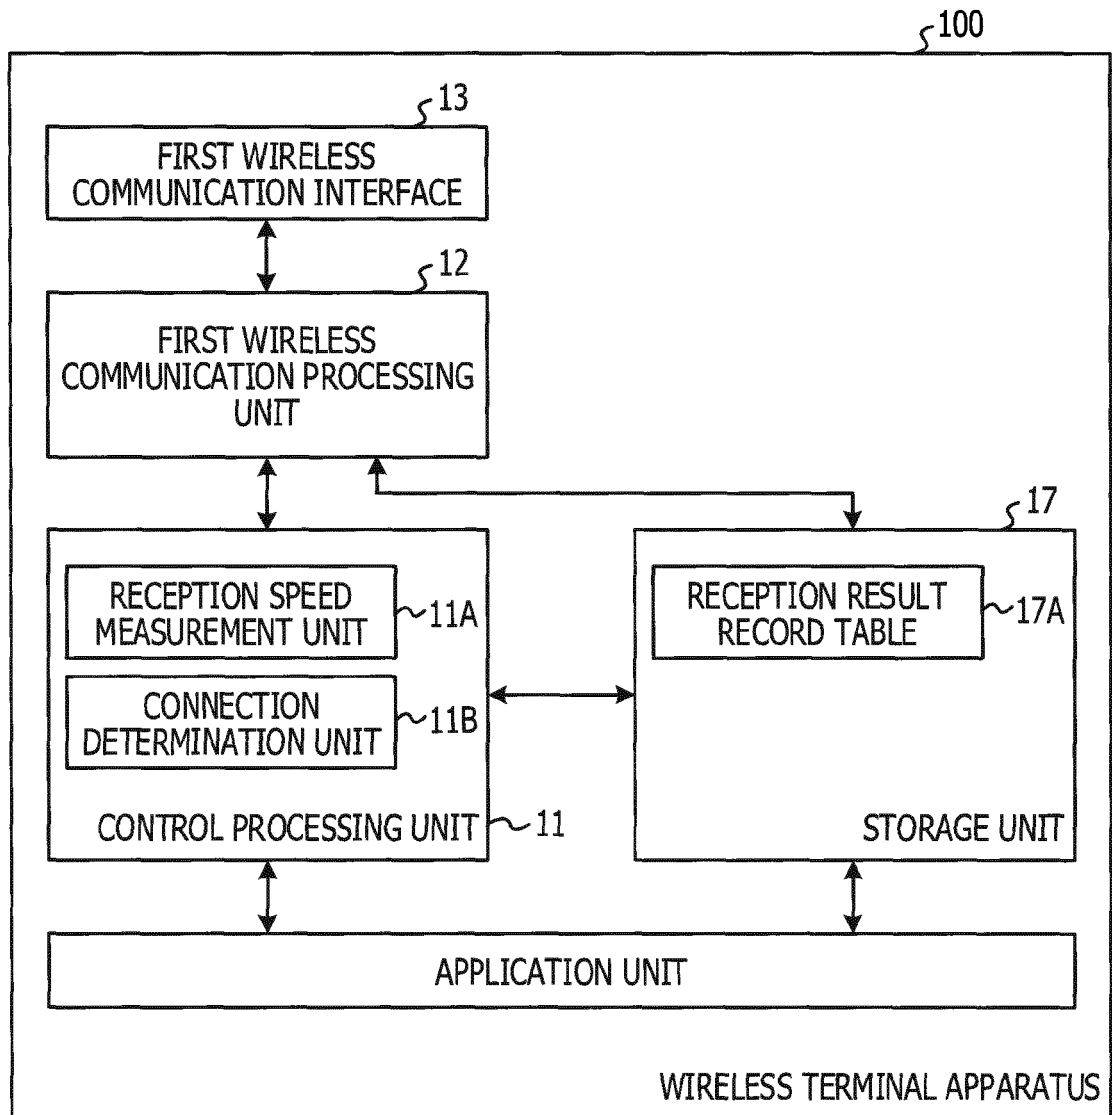 100
13
FIRST WIRELESS
COMMUNICATION INTERFACE
12
FIRST WIRELESS
COMMUNICATION PROCESSING
UNIT
17
RECEPTION SPEED
MEASUREMENT UNIT
11A
RECEPTION RESULT
RECORD TABLE
17A
CONNECTION
DETERMINATION UNIT
11B
CONTROL PROCESSING UNIT
11
STORAGE UNIT
APPLICATION UNIT
WIRELESS TERMINAL APPARATUS